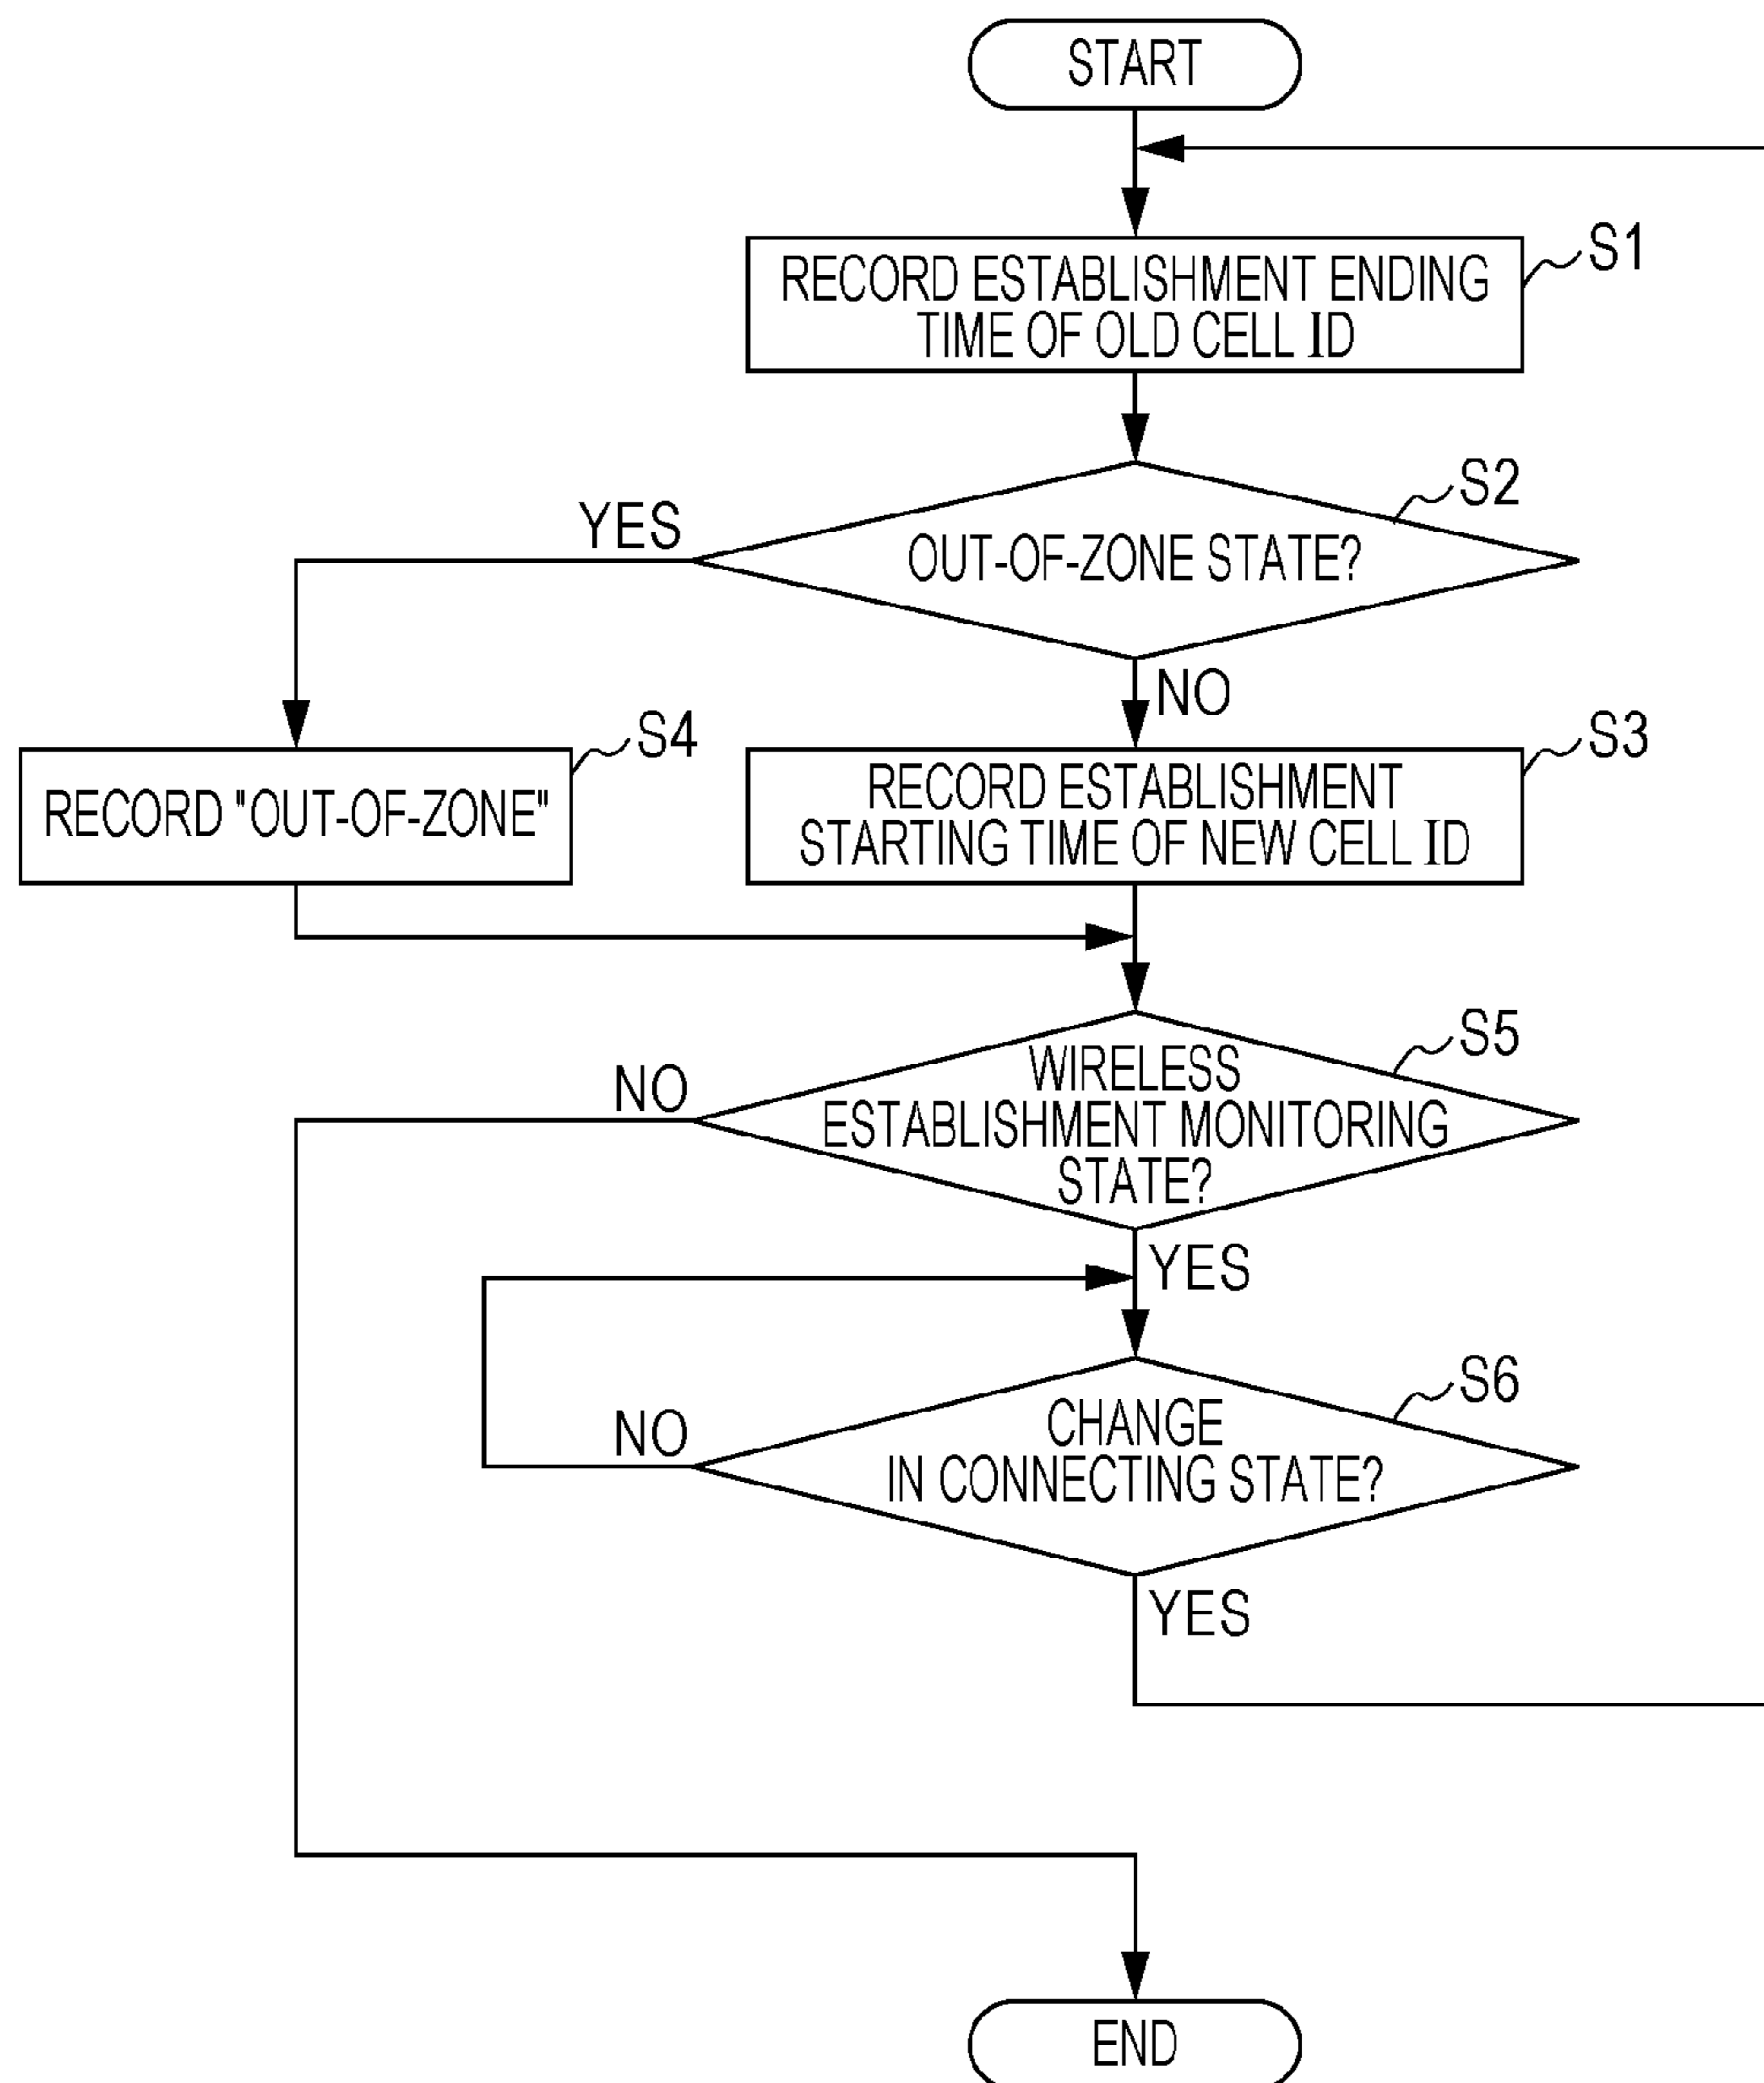 START
S1
RECORD ESTABLISHMENT ENDING
TIME OF OLD CELL ID
S2
YES
OUT-OF-ZONE STATE?
NO
S4
RECORD "OUT-OF-ZONE"
S3
RECORD ESTABLISHMENT
STARTING TIME OF NEW CELL ID
S5
NO
WIRELESS
ESTABLISHMENT MONITORING
STATE?
YES
S6
NO
CHANGE
IN CONNECTING STATE?
YES
END